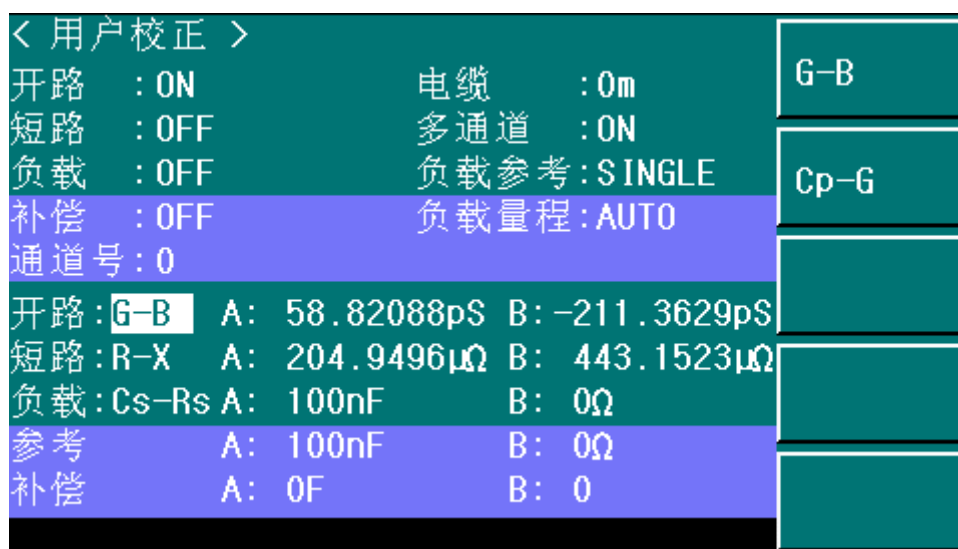 < 用户校正 >
开路 :ON 电缆 :0m
短路 :OFF 多通道 :ON
负载 :OFF 负载参考:SINGLE
补偿 :OFF 负载量程:AUTO
通道号:0
开路:G-B A: 58.82088pS B:-211.3629pS
短路:R-X A: 204.9496μΩ B: 443.1523μΩ
负载:Cs-Rs A: 100nF B: 0Ω
参考 A: 100nF B: 0Ω
补偿 A: 0F B: 0
G-B
Cp-G